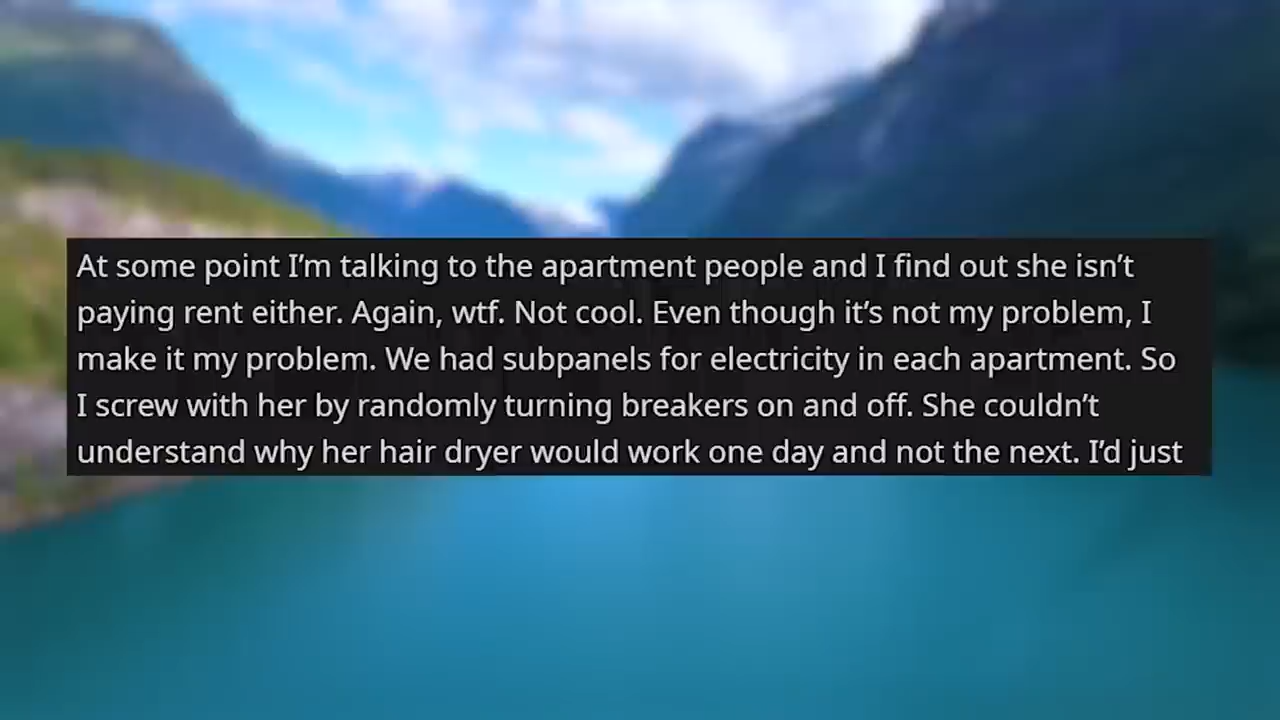 At some point I’m talking to the apartment people and I find out she isn’t
paying rent either. Again, wtf. Not cool. Even though it’s not my problem, I
make it my problem. We had subpanels for electricity in each apartment. So
I screw with her by randomly turning breakers on and off. She couldn’t
understand why her hair dryer would work one day and not the next. I’d just